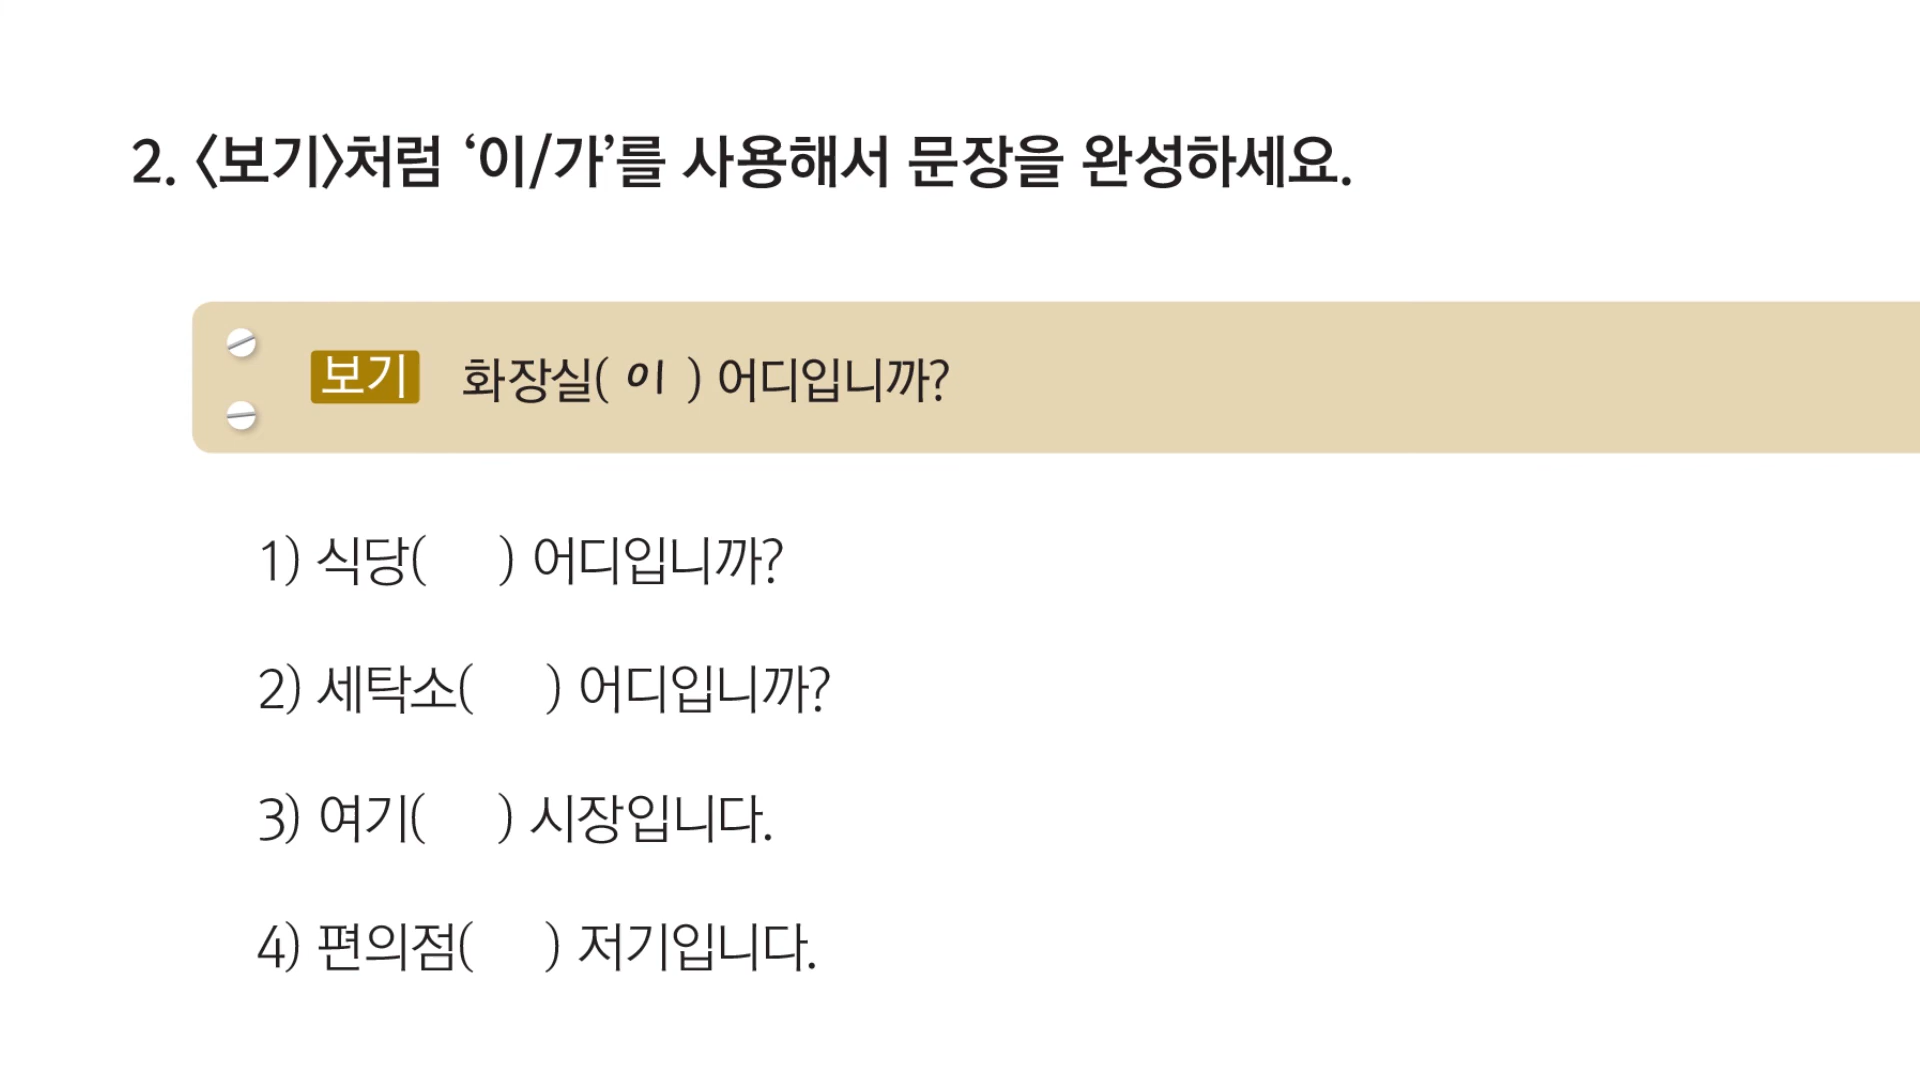 2. 〈보기〉처럼 ‘이/가’를 사용해서 문장을 완성하세요.
보기 화장실( 이 ) 어디입니까?
1) 식당(    ) 어디입니까?
2) 세탁소(    ) 어디입니까?
3) 여기(    ) 시장입니다.
4) 편의점(    ) 저기입니다.